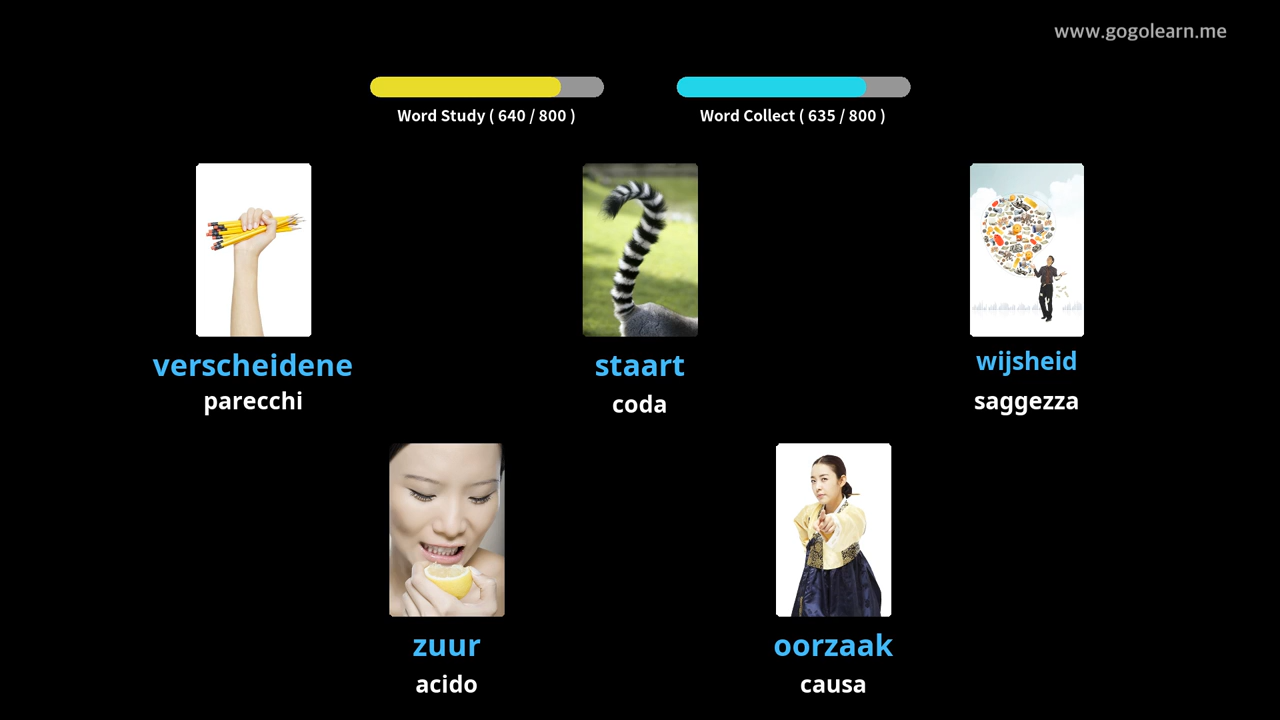 www.gogolearn.me
Word Study ( 640 / 800 )
Word Collect ( 635 / 800 )
verscheidene
parecchi
staart
coda
wijsheid
saggezza
zuur
acido
oorzaak
causa